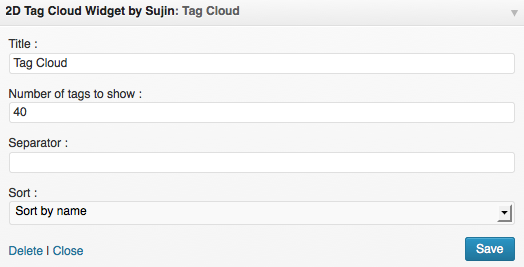 2D Tag Cloud Widget by Sujin: Tag Cloud
Title :
Tag Cloud
Number of tags to show :
40
Separator :
Sort :
Sort by name
Delete | Close
Save